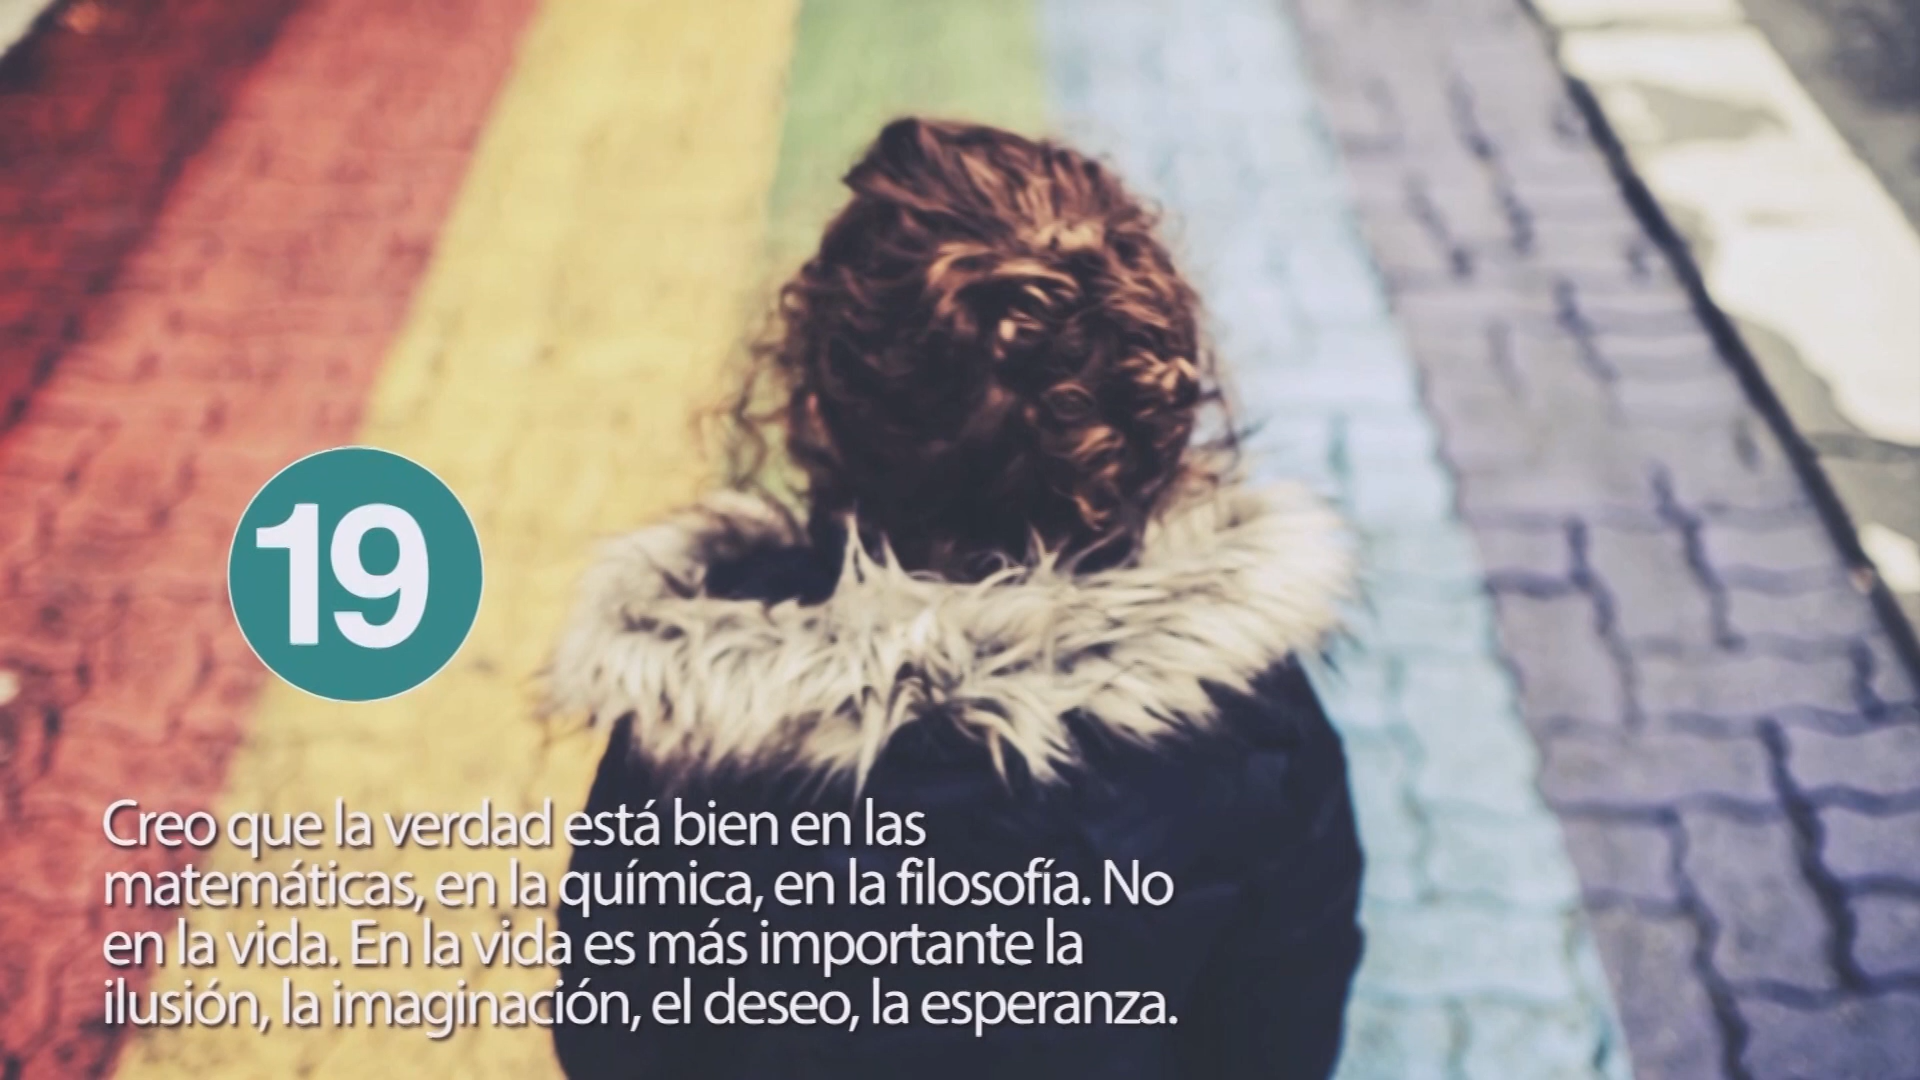 19
Creo que la verdad está bien en las
matemáticas, en la química, en la filosofía. No
en la vida. En la vida es más importante la
ilusión, la imaginación, el deseo, la esperanza.